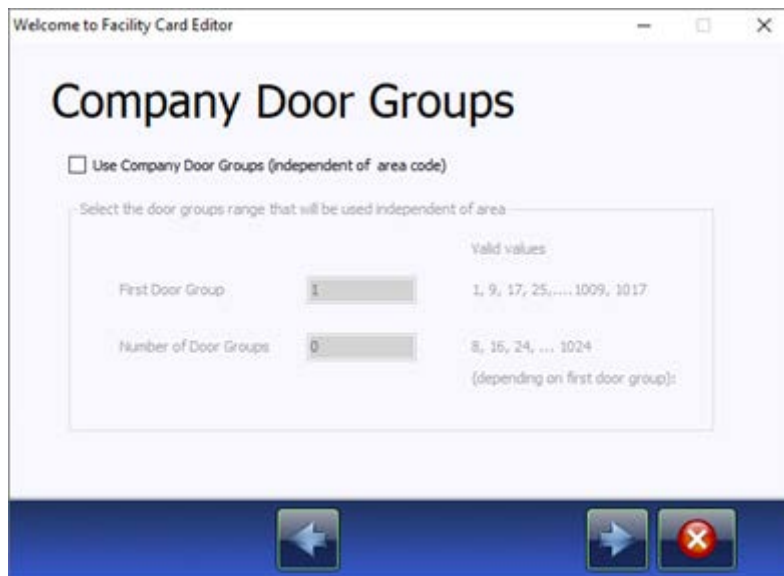 Welcome to Facility Card Editor
Company Door Groups
Use Company Door Groups (independent of area code)
Select the door groups range that will be used independent of area
Valid values
First Door Group 1 1, 9, 17, 25,....1009, 1017
Number of Door Groups 0 8, 16, 24, ... 1024
(depending on first door group):